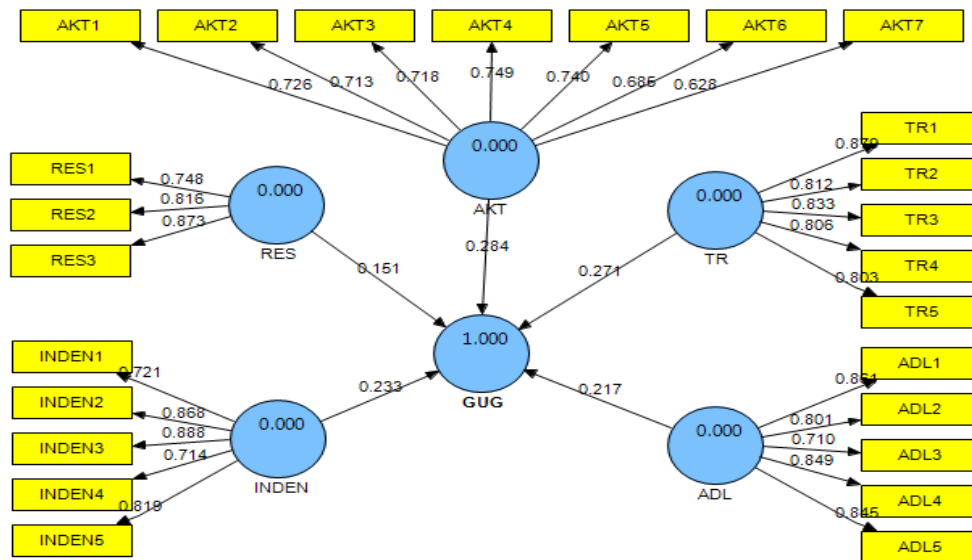 AKT1 AKT2 AKT3 AKT4 AKT5 AKT6 AKT7
0.726 0.713 0.718 0.749 0.740 0.685 0.628
0.000
AKT
RES1
RES2
RES3
0.748
0.816
0.873
0.000
RES
TR1
TR2
TR3
TR4
TR5
0.879
0.812
0.833
0.806
0.803
0.000
TR
0.284
0.151
0.271
1.000
GUG
0.233
0.217
INDEN1
INDEN2
INDEN3
INDEN4
INDEN5
0.721
0.868
0.888
0.714
0.819
0.000
INDEN
ADL1
ADL2
ADL3
ADL4
ADL5
0.861
0.801
0.710
0.849
0.845
0.000
ADL